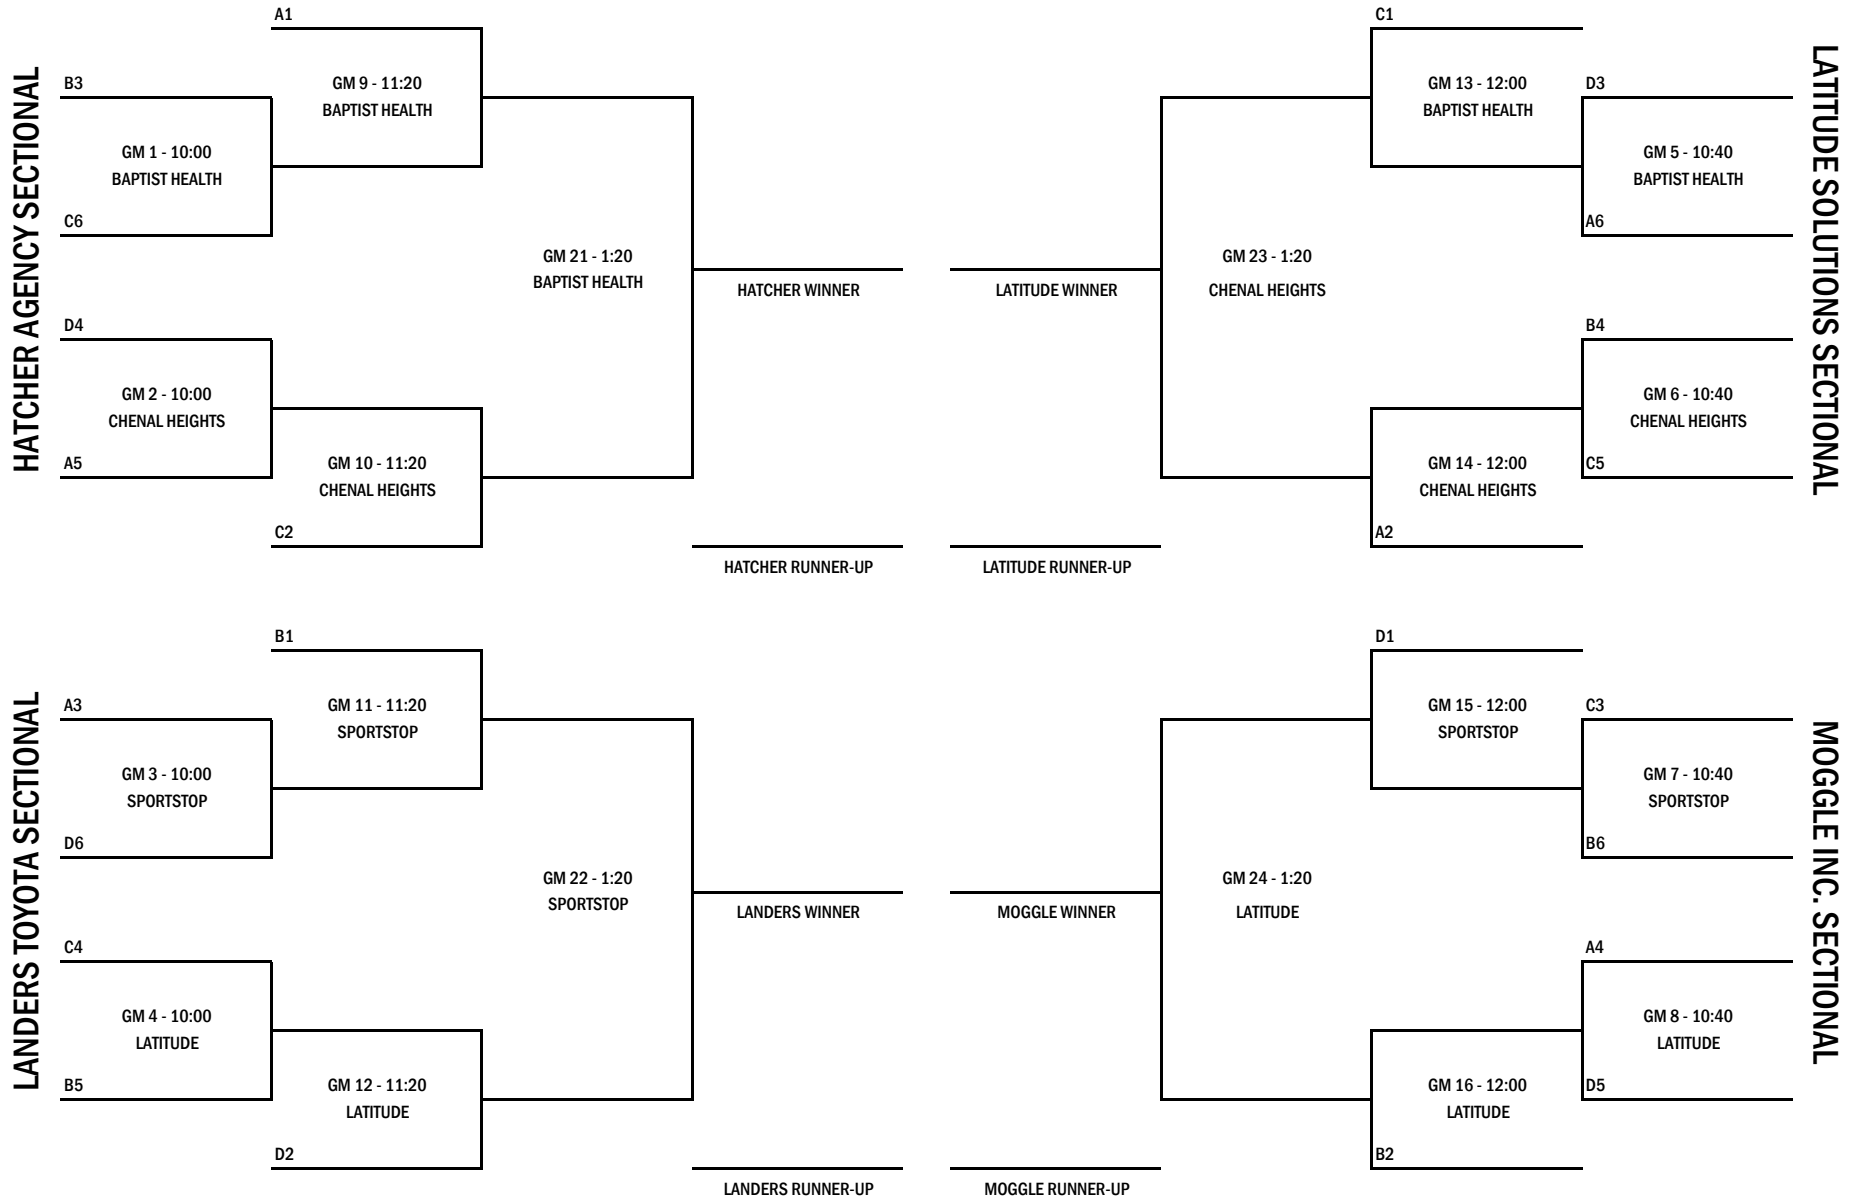 HATCHER AGENCY SECTIONAL
A1
B3
GM 9 - 11:20
BAPTIST HEALTH
GM 1 - 10:00
BAPTIST HEALTH
C6
GM 21 - 1:20
BAPTIST HEALTH
HATCHER WINNER
D4
GM 2 - 10:00
CHENAL HEIGHTS
A5
GM 10 - 11:20
CHENAL HEIGHTS
C2
HATCHER RUNNER-UP
LATITUDE SOLUTIONS SECTIONAL
C1
GM 13 - 12:00
BAPTIST HEALTH
D3
GM 5 - 10:40
BAPTIST HEALTH
A6
GM 23 - 1:20
CHENAL HEIGHTS
LATITUDE WINNER
B4
GM 6 - 10:40
CHENAL HEIGHTS
C5
GM 14 - 12:00
CHENAL HEIGHTS
A2
LATITUDE RUNNER-UP
LANDERS TOYOTA SECTIONAL
B1
A3
GM 11 - 11:20
SPORTSTOP
GM 3 - 10:00
SPORTSTOP
D6
GM 22 - 1:20
SPORTSTOP
LANDERS WINNER
C4
GM 4 - 10:00
LATITUDE
B5
GM 12 - 11:20
LATITUDE
D2
LANDERS RUNNER-UP
MOGGLE INC. SECTIONAL
D1
GM 15 - 12:00
SPORTSTOP
C3
GM 7 - 10:40
SPORTSTOP
B6
GM 24 - 1:20
LATITUDE
MOGGLE WINNER
A4
GM 8 - 10:40
LATITUDE
D5
GM 16 - 12:00
LATITUDE
B2
MOGGLE RUNNER-UP